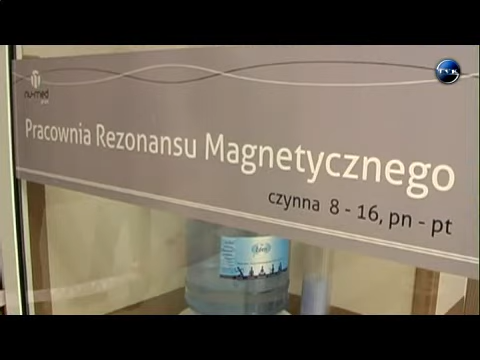 nu-med
Pracownia Rezonansu Magnetycznego
czynna 8 - 16, pn - pt